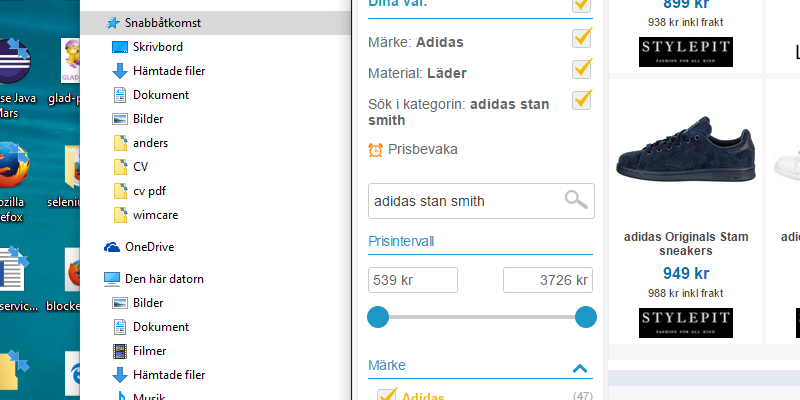 se Java
Mars
glad-p
ozilla
efox
seleni
servic...
blocke
Snabbåtkomst
Skrivbord
Hämtade filer
Dokument
Bilder
anders
CV
cv pdf
wimcare
OneDrive
Den här datorn
Bilder
Dokument
Filmer
Hämtade filer
Musik
Dina val:
Märke: Adidas
Material: Läder
Sök i kategorin: adidas stan
smith
Prisbevaka
adidas stan smith
Prisintervall
539 kr
3726 kr
Märke
Adidas
(47)
899 kr
938 kr inkl frakt
STYLEPIT
FASHION FOR ALL KIND
adidas Originals Stam
sneakers
949 kr
988 kr inkl frakt
STYLEPIT
FASHION FOR ALL KIND
adi